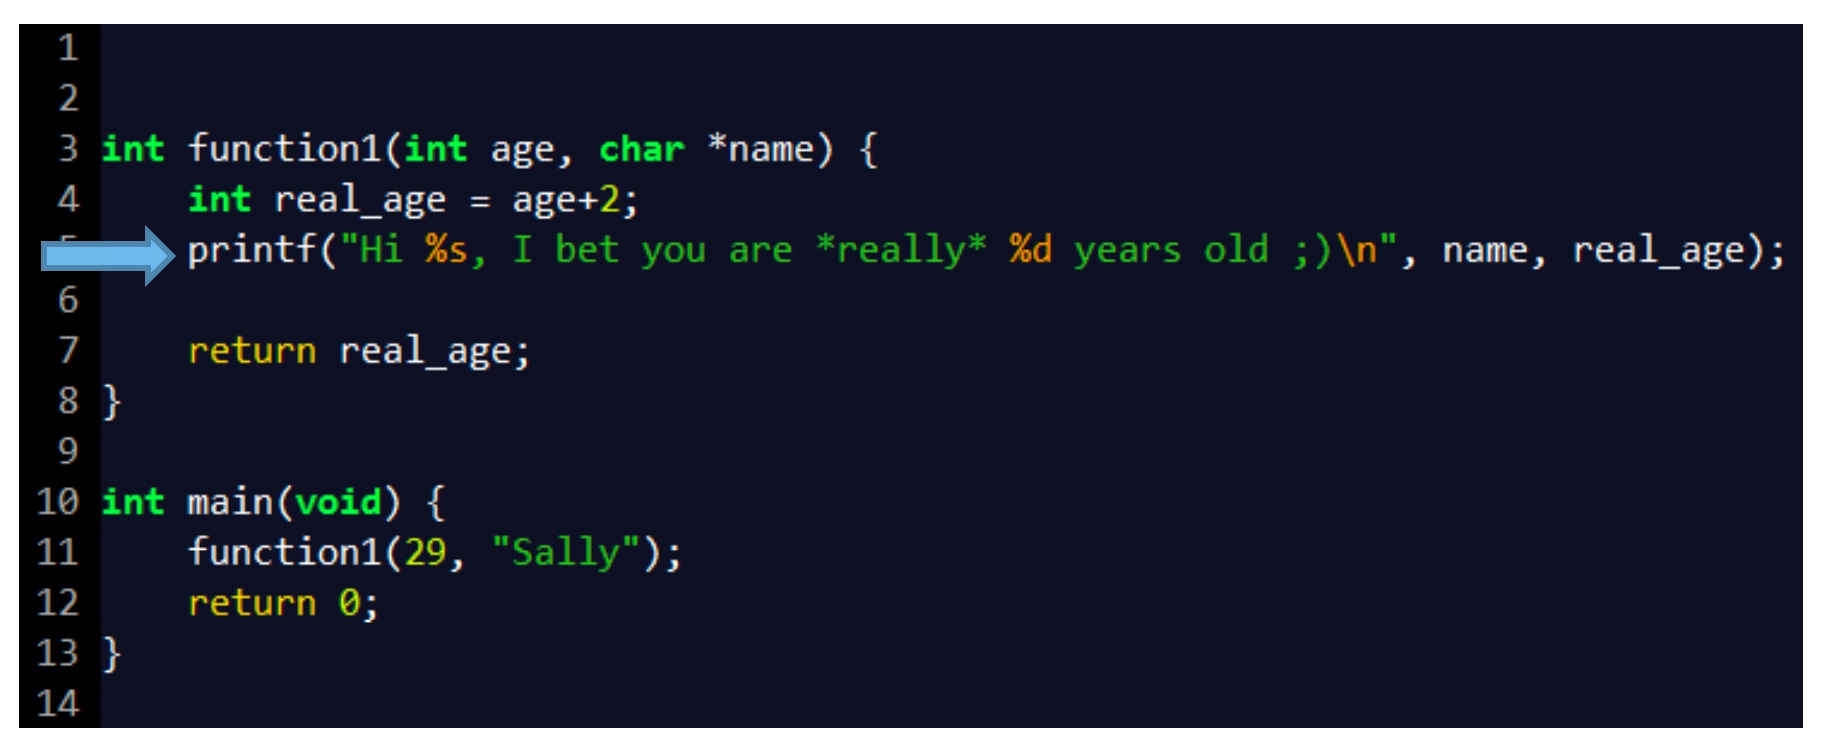 1
2
3 int function1(int age, char *name) {
4     int real_age = age+2;
      printf("Hi %s, I bet you are *really* %d years old ;)\n", name, real_age);
6
7     return real_age;
8 }
9
10 int main(void) {
11     function1(29, "Sally");
12     return 0;
13 }
14